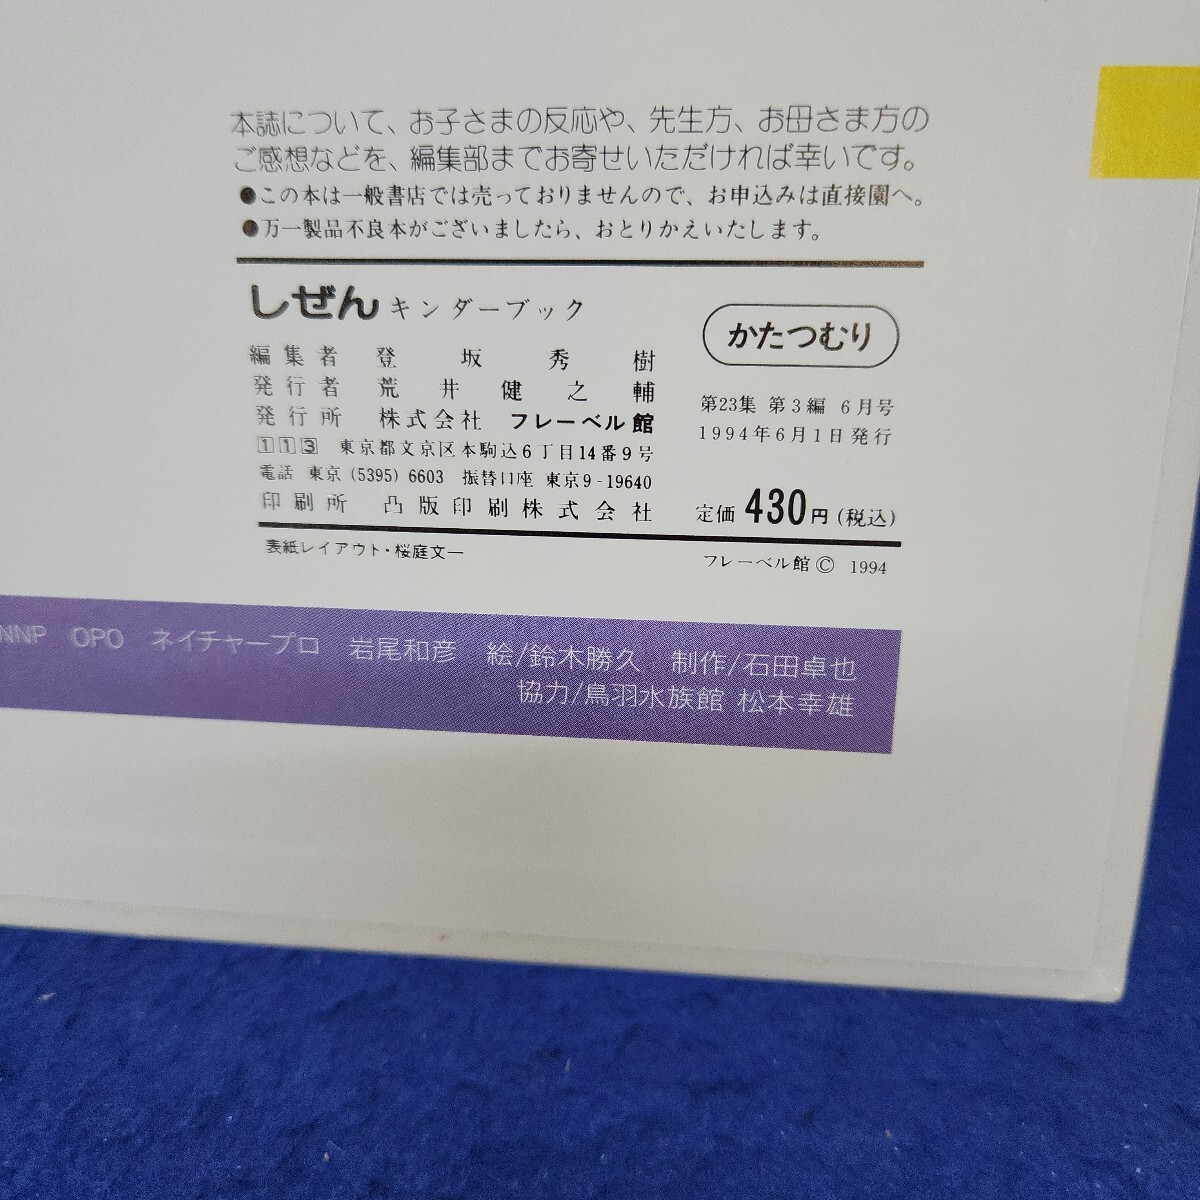 本誌について、お子さまの反応や、先生方、お母さま方の
ご感想などを、編集部までお寄せいただければ幸いです。
●この本は一般書店では売っておりませんので、お申込みは直接園へ。
●万一製品不良本がございましたら、おとりかえいたします。
しぜん キンダーブック
かたつむり
編集者 登坂秀樹
発行者 荒井健之輔
発行所 株式会社 フレーベル館
113 東京都文京区本駒込6丁目14番9号
電話 東京 (5395) 6603 振替口座 東京9-19640
印刷所 凸版印刷株式会社
第23集 第3編 6月号
1994年6月1日発行
定価 430円(税込)
表紙レイアウト・桜庭文一
フレーベル館 © 1994
NNP OPO ネイチャープロ 岩尾和彦 絵/鈴木勝久 制作/石田卓也
協力/鳥羽水族館 松本幸雄